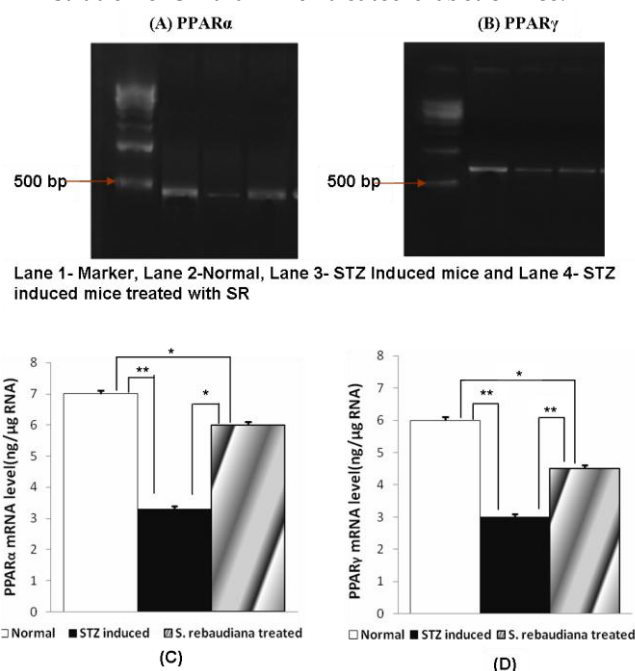 (A) PPARα
(B) PPARγ
500 bp
500 bp
Lane 1- Marker, Lane 2-Normal, Lane 3- STZ Induced mice and Lane 4- STZ
induced mice treated with SR
PPARα mRNA level(ng/μg RNA)
8
7
6
5
4
3
2
1
0
*
**
*
Normal
STZ induced
S. rebaudiana treated
(C)
PPARγ mRNA level(ng/μg RNA)
8
7
6
5
4
3
2
1
0
*
**
**
Normal
STZ induced
S. rebaudiana treated
(D)